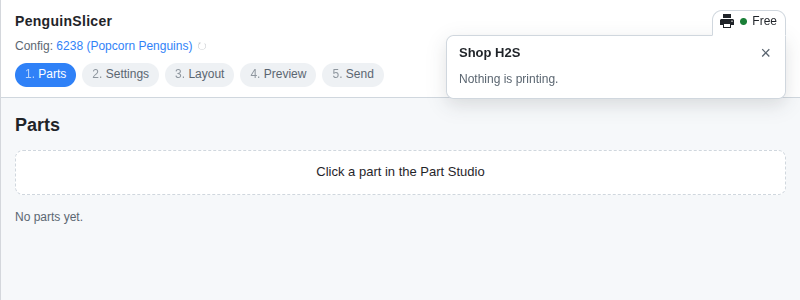 PenguinSlicer
Free
Config: 6238 (Popcorn Penguins)
Shop H2S
Nothing is printing.
1. Parts
2. Settings
3. Layout
4. Preview
5. Send
Parts
Click a part in the Part Studio
No parts yet.